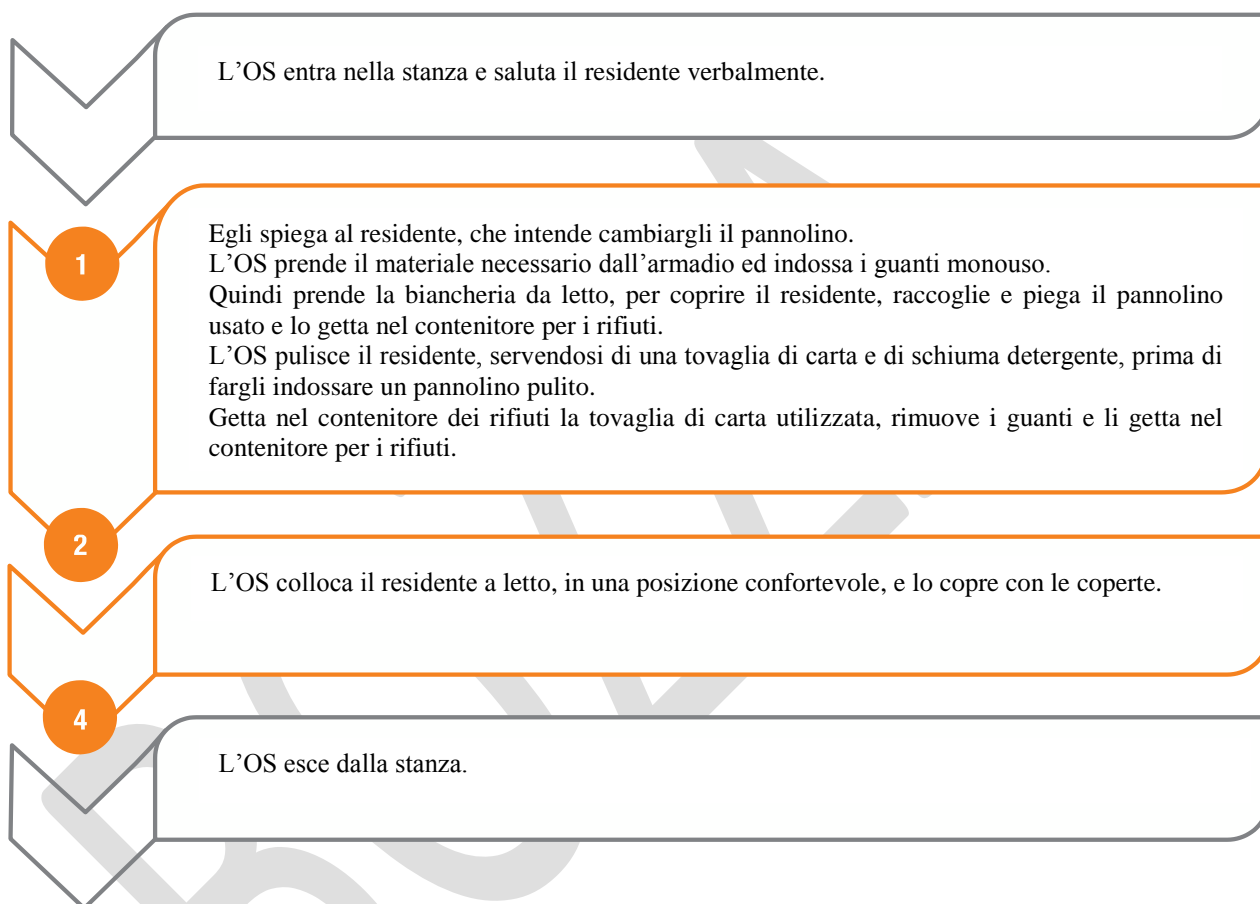 L’OS entra nella stanza e saluta il residente verbalmente.
1
Egli spiega al residente, che intende cambiargli il pannolino.
L’OS prende il materiale necessario dall’armadio ed indossa i guanti monouso.
Quindi prende la biancheria da letto, per coprire il residente, raccoglie e piega il pannolino
usato e lo getta nel contenitore per i rifiuti.
L’OS pulisce il residente, servendosi di una tovaglia di carta e di schiuma detergente, prima di
fargli indossare un pannolino pulito.
Getta nel contenitore dei rifiuti la tovaglia di carta utilizzata, rimuove i guanti e li getta nel
contenitore per i rifiuti.
2
L’OS colloca il residente a letto, in una posizione confortevole, e lo copre con le coperte.
4
L’OS esce dalla stanza.